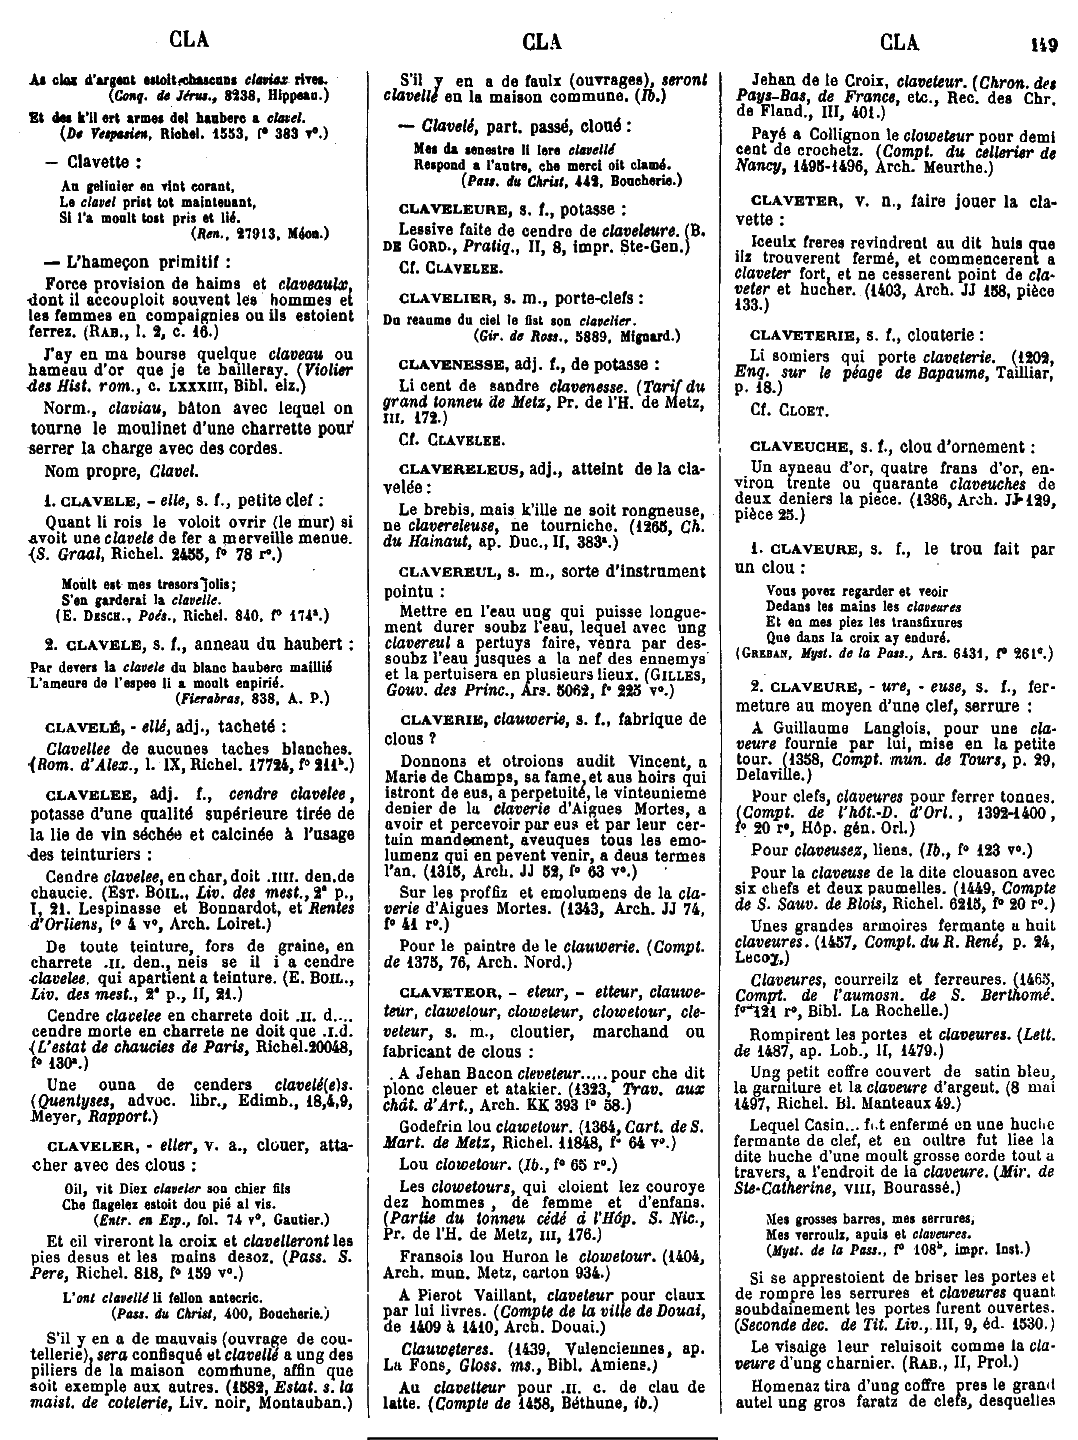 CLA
CLA
CLA 149
As clox d'argent estoit chascuns claviax rives.
(Conq. de Jérus., 8238, Hippeau.)
Et des k'il ert armes del hauberc a clavel.
(De Vespasien, Richel. 1553, f° 383 v°.)
— Clavette :
Au gelinier en vint corant,
Le clavel prist tot maintenant,
Si l'a moult tost pris et lié.
(Ren., 27913, Méon.)
— L'hameçon primitif :
Force provision de haims et claveaulx,
dont il accouploit souvent les hommes et
les femmes en compaignies ou ils estoient
ferrez. (RAB., l. 2, c. 16.)
J'ay en ma bourse quelque claveau ou
hameau d'or que je te bailleray. (Violier
des Hist. rom., c. LXXXIII, Bibl. elz.)
Norm., claviau, bâton avec lequel on
tourne le moulinet d'une charrette pour
serrer la charge avec des cordes.
Nom propre, Clavel.
1. CLAVELE, - elle, s. f., petite clef :
Quant li rois le voloit ovrir (le mur) si
avoit une clavele de fer a merveille menue.
(S. Graal, Richel. 2455, f° 78 r°.)
Moult est mes tresors jolis;
S'en garderai la clavelle.
(E. DESCH., Poés., Richel. 840, f° 174ª.)
2. CLAVELE, s. f., anneau du haubert :
Par devers la clavele du blanc hauberc maillié
L'ameure de l'espee li a moult enpirié.
(Fierabras, 838, A. P.)
CLAVELÉ, - ellé, adj., tacheté :
Clavellee de aucunes taches blanches.
(Rom. d'Alex., l. IX, Richel. 17724, f° 211ᵇ.)
CLAVELEE, adj. f., cendre clavelee,
potasse d'une qualité supérieure tirée de
la lie de vin séchée et calcinée à l'usage
des teinturiers :
Cendre clavelee, en char, doit .IIII. den. de
chaucie. (EST. BOIL., Liv. des mest., 2ª p.,
I, 21. Lespinasse et Bonnardot, et Rentes
d'Orliens, f° 4 v°, Arch. Loiret.)
De toute teinture, fors de graine, en
charrete .II. den., neis se il i a cendre
clavelee, qui apartient a teinture. (E. BOIL.,
Liv. des mest., 2ª p., II, 21.)
Cendre clacelee en charrete doit .II. d....
cendre morte en charrete ne doit que .I. d.
(L'estat de chaucies de Paris, Richel. 20048,
f° 130ª.)
Une ouna de cenders clavelé(e)s.
(Quentyses, advoc. libr., Edimb., 18,4,9,
Meyer, Rapport.)
CLAVELER, - eller, v. a., clouer, atta-
cher avec des clous :
Oil, vit Diex claveler son chier fils
Che flagelez estoit dou pié al vis.
(Entr. en Esp., fol. 74 v°, Gautier.)
Et cil vireront la croix et clavelleront les
pies desus et les mains desoz. (Pass. S.
Pere, Richel. 818, f° 159 v°.)
L'ont clavellé li fellon antecric.
(Pass. du Christ, 400, Boucherie.)
S'il y en a de mauvais (ouvrage de cou-
tellerie), sera confisqué et clavellé a ung des
piliers de la maison commune, affin que
soit exemple aux autres. (1582, Estat. s. la
maist. de cotelerie, Liv. noir, Montauban.)
S'il y en a de faulx (ouvrages), seront
clavellé en la maison commune. (Ib.)
— Clavelé, part. passé, cloué :
Mes da senestre li lere clavellé
Respond a l'autre, che merci oit clamé.
(Pass. du Christ, 442, Boucherie.)
CLAVELEURE, s. f., potasse :
Lessive faite de cendre de claveleure. (B.
DE GORD., Pratiq., II, 8, impr. Ste-Gen.)
Cf. CLAVELEE.
CLAVELIER, s. m., porte-clefs :
Du reaume du ciel le fist son clavelier.
(Gir. de Ross., 5889, Mignard.)
CLAVENESSE, adj. f., de potasse :
Li cent de sandre clavenesse. (Tarif du
grand tonneu de Metz, Pr. de l'H. de Metz,
III, 172.)
Cf. CLAVELEE.
CLAVERELEUS, adj., atteint de la cla-
velée :
Le brebis, mais k'ille ne soit rongneuse,
ne clavereleuse, ne tourniche. (1265, Ch.
du Hainaut, ap. Duc., II, 383ª.)
CLAVEREUL, s. m., sorte d'instrument
pointu :
Mettre en l'eau ung qui puisse longue-
ment durer soubz l'eau, lequel avec ung
clavereul a pertuys faire, venra par des-
soubz l'eau jusques a la nef des ennemys
et la pertuisera en plusieurs lieux. (GILLES,
Gouv. des Princ., Ars. 5062, f° 225 v°.)
CLAVERIE, clauwerie, s. f., fabrique de
clous ?
Donnons et otroions audit Vincent, a
Marie de Champs, sa fame, et aus hoirs qui
istront de eus, a perpetuité, le vinteunieme
denier de la claverie d'Aigues Mortes, a
avoir et percevoir par eus et par leur cer-
tain mandement, aveuques tous les emo-
lumenz qui en pevent venir, a deus termes
l'an. (1315, Arch. JJ 52, f° 63 v°.)
Sur les proffiz et emolumens de la cla-
verie d'Aigues Mortes. (1343, Arch. JJ 74,
f° 41 r°.)
Pour le paintre de le clauwerie. (Compt.
de 1375, 76, Arch. Nord.)
CLAVETEOR, - eteur, - etteur, clauwe-
teur, clawetour, cloweteur, clowetour, cle-
veteur, s. m., cloutier, marchand ou
fabricant de clous :
A Jehan Bacon cleveteur..... pour che dit
plonc cleuer et atakier. (1323, Trav. aux
chât. d'Art., Arch. KK 393 f° 58.)
Godefrin lou clawetour. (1364, Cart. de S.
Mart. de Metz, Richel. 11848, f° 64 v°.)
Lou clowetour. (Ib., f° 65 r°.)
Les clowetours, qui cloient lez couroye
dez hommes, de femme et d'enfans.
(Partie du tonneu cédé à l'Hôp. S. Nic.,
Pr. de l'H. de Metz, III, 176.)
Fransois lou Huron le clowetour. (1404,
Arch. mun. Metz, carton 934.)
A Pierot Vaillant, claveteur pour claux
par lui livres. (Compte de la ville de Douai,
de 1409 à 1410, Arch. Douai.)
Clauweteres. (1439, Valenciennes, ap.
La Fons, Gloss. ms., Bibl. Amiens.)
Au clavetteur pour .II. c. de clau de
latte. (Compte de 1458, Béthune, ib.)
Jehan de le Croix, claveteur. (Chron. des
Pays-Bas, de France, etc., Rec. des Chr.
de Fland., III, 401.)
Payé a Collignon le cloweteur pour demi
cent de crochetz. (Compt. du cellerier de
Nancy, 1495-1496, Arch. Meurthe.)
CLAVETER, v. n., faire jouer la cla-
vette :
Iceulx freres revindrent au dit huis que
ilz trouverent fermé, et commencerent a
claveter fort, et ne cesserent point de cla-
veter et hucher. (1403, Arch. JJ 158, pièce
133.)
CLAVETERIE, s. f., clouterie :
Li somiers qui porte claveterie. (1202,
Enq. sur le péage de Bapaume, Tailliar,
p. 18.)
Cf. CLOET.
CLAVEUCHE, s. f., clou d'ornement :
Un ayneau d'or, quatre frans d'or, en-
viron trente ou quarante claveuches de
deux deniers la piece. (1386, Arch. JJ 129,
pièce 25.)
1. CLAVEURE, s. f., le trou fait par
un clou :
Vous povez regarder et veoir
Dedans les mains les claveures
Et en mes piez les transfixures
Que dans la croix ay enduré.
(GREBAN, Myst. de la Pass., Ars. 6431, f° 261ᶜ.)
2. CLAVEURE, - ure, - euse, s. f., fer-
meture au moyen d'une clef, serrure :
A Guillaume Langlois, pour une cla-
veure fournie par lui, mise en la petite
tour. (1358, Compt. mun. de Tours, p. 29,
Delaville.)
Pour clefs, claveures pour ferrer tonnes.
(Compt. de l'hôt.-D. d'Orl., 1392-1400,
f° 20 r°, Hôp. gén. Orl.)
Pour claveusez, liens. (Ib., f° 123 v°.)
Pour la claveuse de la dite clouason avec
six chefs et deux paumelles. (1449, Compte
de S. Sauv. de Blois, Richel. 6215, f° 20 r°.)
Unes grandes armoires fermante a huit
claveures. (1457, Compt. du R. René, p. 24,
Lecoy.)
Claveures, courreilz et ferreures. (1465,
Compt. de l'aumosn. de S. Berthomé.
f° 121 r°, Bibl. La Rochelle.)
Rompirent les portes et claveures. (Lett.
de 1487, ap. Lob., II, 1479.)
Ung petit coffre couvert de satin bleu,
la garniture et la claveure d'argent. (8 mai
1497, Richel. Bl. Manteaux 49.)
Lequel Casin... fut enfermé en une huche
fermante de clef, et en oultre fut liee la
dite huche d'une moult grosse corde tout a
travers, a l'endroit de la claveure. (Mir. de
Ste-Catherine, VIII, Bourassé.)
Mes grosses barres, mes serrures,
Mes verroulx, apuis et claveures.
(Myst. de la Pass., f° 108ᵇ, impr. Inst.)
Si se apprestoient de briser les portes et
de rompre les serrures et claveures quant
soubdainement les portes furent ouvertes.
(Seconde dec. de Tit. Liv., III, 9, éd. 1530.)
Le visaige leur reluisoit comme la cla-
veure d'ung charnier. (RAB., II, Prol.)
Homenaz tira d'ung coffre pres le grand
autel ung gros faratz de clefs, desquelles